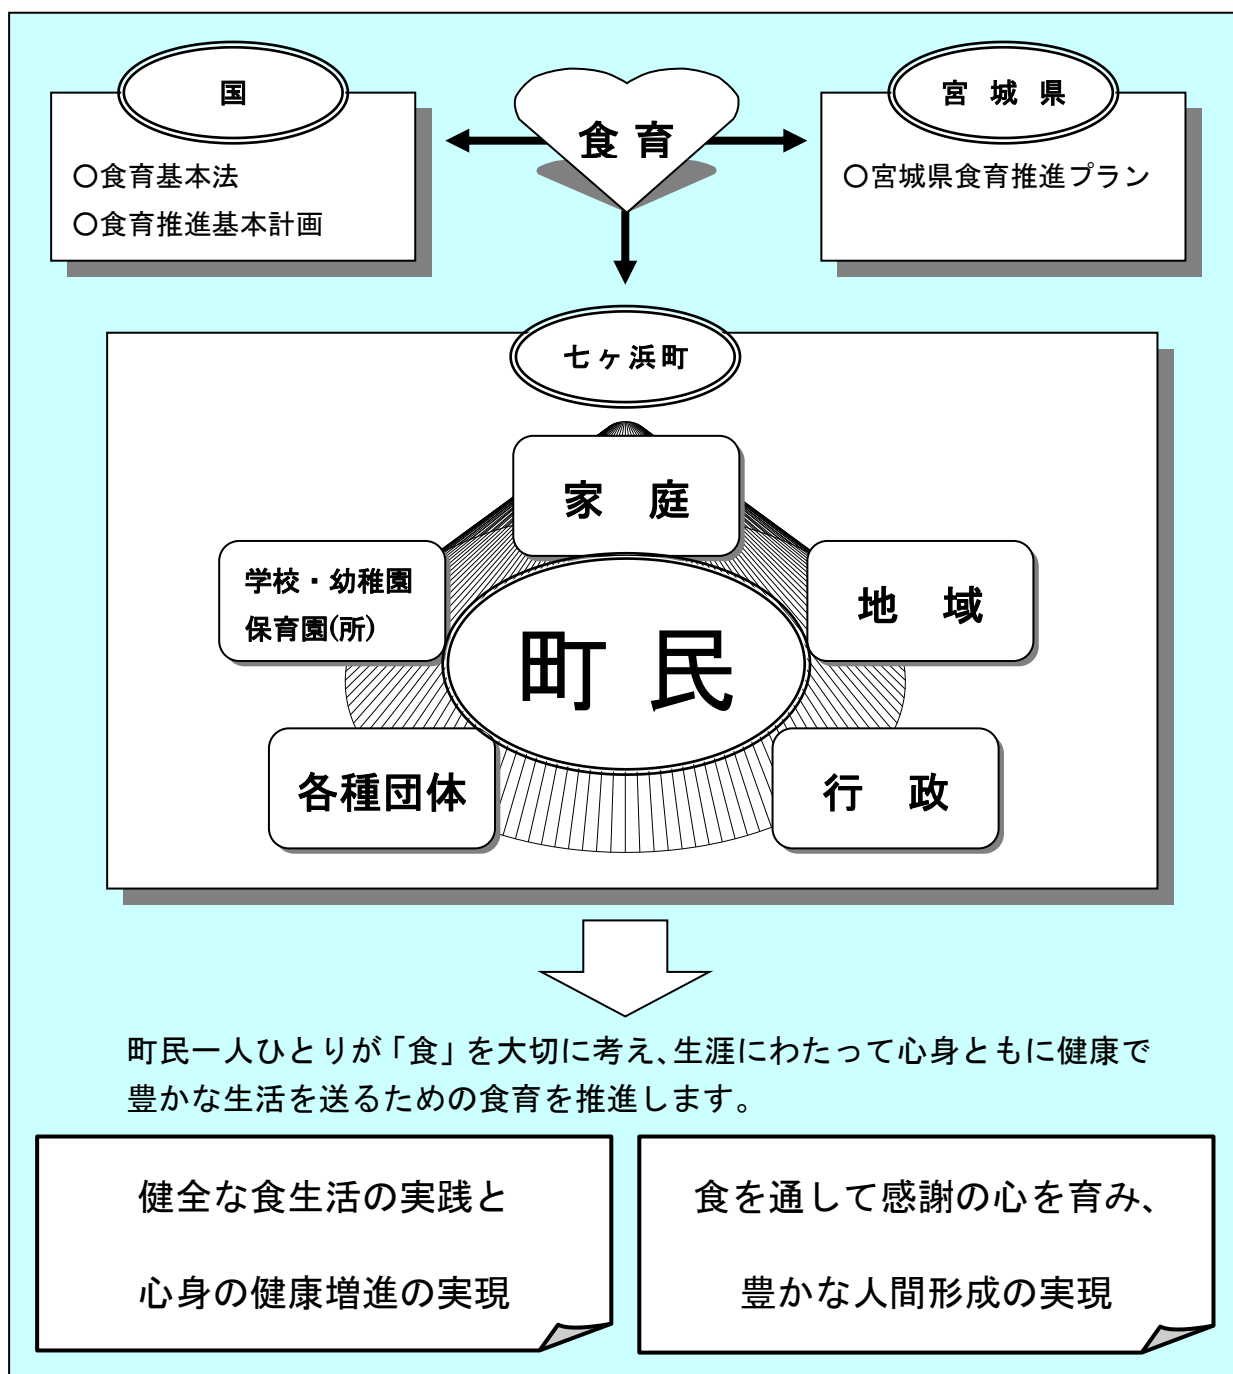 国
○食育基本法
○食育推進基本計画
食育
宮城県
○宮城県食育推進プラン
七ヶ浜町
家　庭
学校・幼稚園
保育園(所)
地　域
町民
各種団体
行　政
町民一人ひとりが「食」を大切に考え、生涯にわたって心身ともに健康で
豊かな生活を送るための食育を推進します。
健全な食生活の実践と
心身の健康増進の実現
食を通して感謝の心を育み、
豊かな人間形成の実現